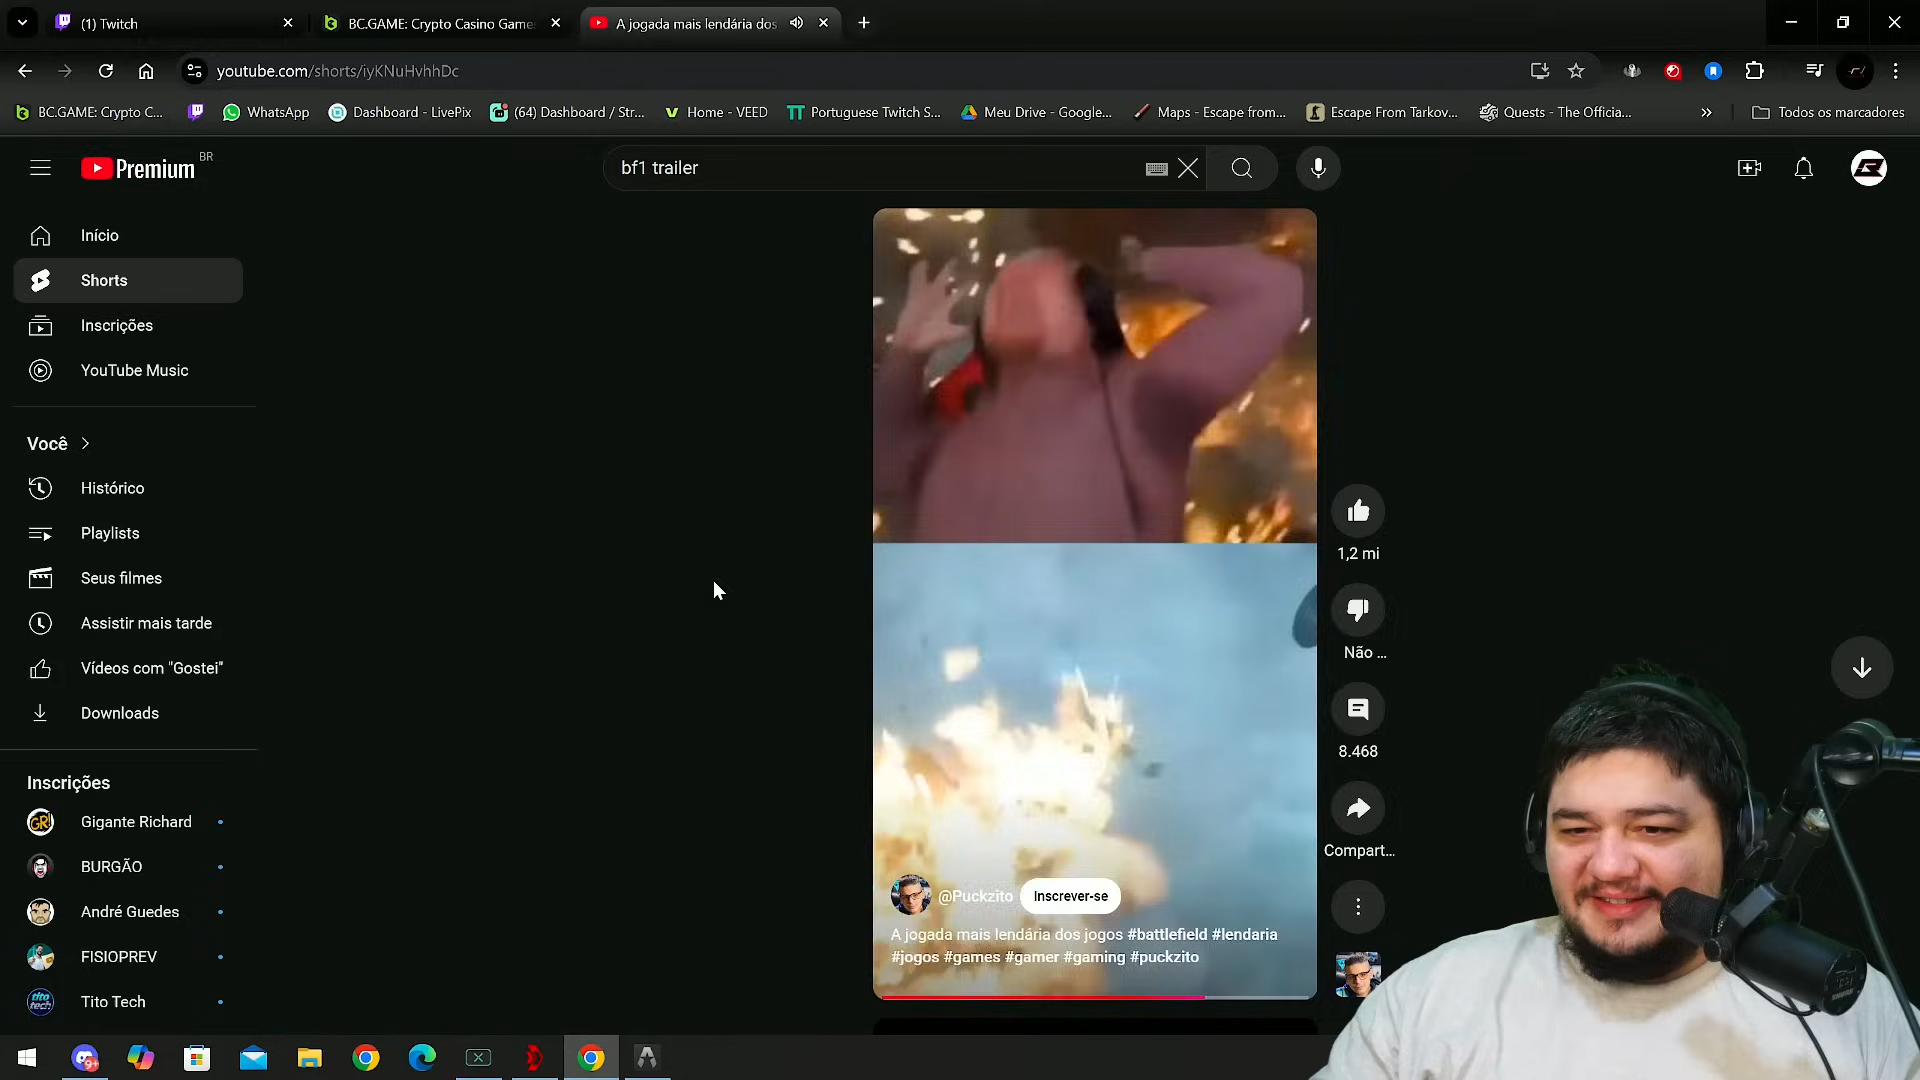 (1) Twitch
BC.GAME: Crypto Casino Game
A jogada mais lendária dos
youtube.com/shorts/iyKNuHvhhDc
BC.GAME: Crypto C...
WhatsApp
Dashboard - LivePix
(64) Dashboard / Str...
Home - VEED
Portuguese Twitch S...
Meu Drive - Google...
Maps - Escape from...
Escape From Tarkov...
Quests - The Officia...
Todos os marcadores
Premium
BR
bf1 trailer
Início
Shorts
Inscrições
YouTube Music
Você
Histórico
Playlists
Seus filmes
Assistir mais tarde
Vídeos com "Gostei"
Downloads
Inscrições
Gigante Richard
BURGÃO
André Guedes
FISIOPREV
tito tech
Tito Tech
1,2 mi
Não ...
8.468
Compart...
@Puckzito
Inscrever-se
A jogada mais lendária dos jogos #battlefield #lendaria
#jogos #games #gamer #gaming #puckzito
9+